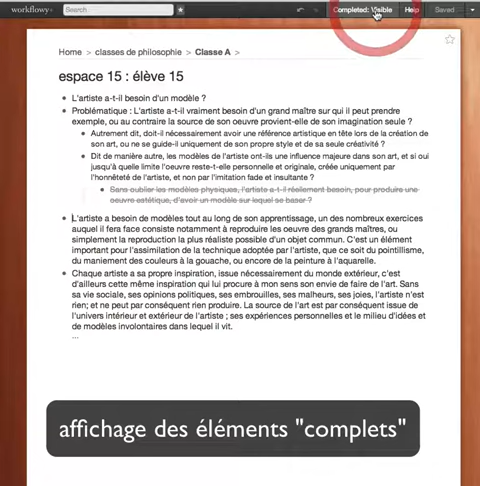 workflowy
Search...
Completed: Visible
Help
Saved
Home > classes de philosophie > Classe A >
espace 15 : élève 15
L'artiste a-t-il besoin d'un modèle ?
Problématique : L'artiste a-t-il vraiment besoin d'un grand maître sur qui il peut prendre
exemple, ou au contraire la source de son oeuvre provient-elle de son imagination seule ?
Autrement dit, doit-il nécessairement avoir une référence artistique en tête lors de la création de
son art, ou ne se guide-il uniquement de son propre style et de sa seule créativité ?
Dit de manière autre, les modèles de l'artiste ont-ils une influence majeure dans son art, et si oui
jusqu'à quelle limite l'oeuvre reste-t-elle personnelle et originale, créée uniquement par
l'honnêteté de l'artiste, et non par l'imitation fade et insultante ?
Sans oublier les modèles physiques, l'artiste a-t-il réellement besoin, pour produire une
oeuvre estétique, d'avoir un modèle sur lequel se baser ?
L'artiste a besoin de modèles tout au long de son apprentissage, un des nombreux exercices
auquel il fera face consiste notamment à reproduire les oeuvre des grands maîtres, ou
simplement la reproduction la plus réaliste possible d'un objet commun. C'est un élément
important pour l'assimilation de la technique adopté par l'artiste, que ce soit du pointillisme,
du maniement des couleurs à la gouache, ou encore de la peinture à l'aquarelle.
Chaque artiste a sa propre inspiration, issue nécessairement du monde extérieur, c'est
d'ailleurs cette même inspiration qui lui procure à mon sens son envie de faire de l'art. Sans
sa vie sociale, ses opinions politiques, ses embrouilles, ses malheurs, ses joies, l'artiste n'est
rien; et ne peut par conséquent rien produire. La source de l'art est par conséquent issue de
l'univers intérieur et extérieur de l'artiste ; ses expériences personnelles et le milieu d'idées et
de modèles involontaires dans lequel il vit.
...
affichage des éléments "complets"